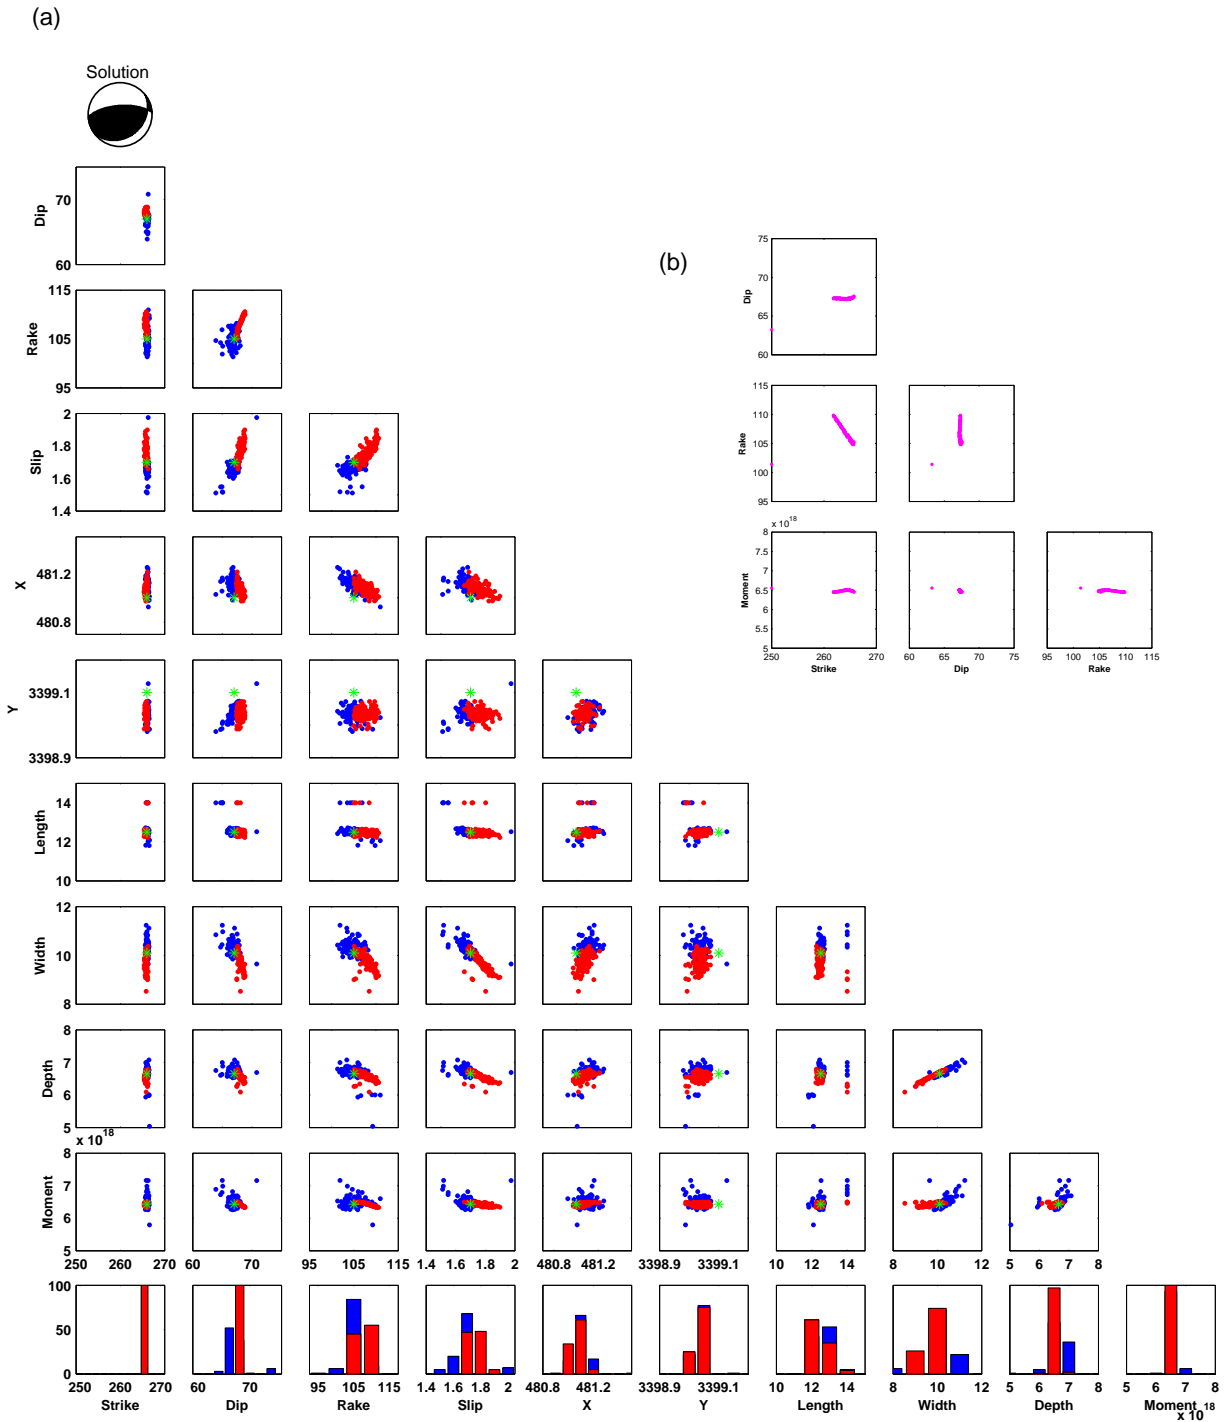 (a)
Solution
Dip
70
60
Rake
115
105
95
Slip
2
1.8
1.6
1.4
X
481.2
480.8
Y
3399.1
3398.9
Length
14
12
10
Width
12
10
8
Depth
8
7
6
5
x 10^18
Moment
8
7
6
5
250 260 270
60 70
95 105 115
1.4 1.6 1.8 2
480.8 481.2
3398.9 3399.1
10 12 14
8 10 12
5 6 7 8
100
50
0
250 260 270
60 70
95 105 115
1.4 1.6 1.8 2
480.8 481.2
3398.9 3399.1
10 12 14
8 10 12
5 6 7 8
5 6 7 8
Strike Dip Rake Slip X Y Length Width Depth Moment
x 10^18
(b)
Dip
75
70
65
60
260 270
Rake
115
110
105
100
95
260 270
60 65 70 75
x 10^18
Moment
8
7.5
7
6.5
6
5.5
5
250 260 270
60 65 70 75
95 100 105 110 115
Strike Dip Rake